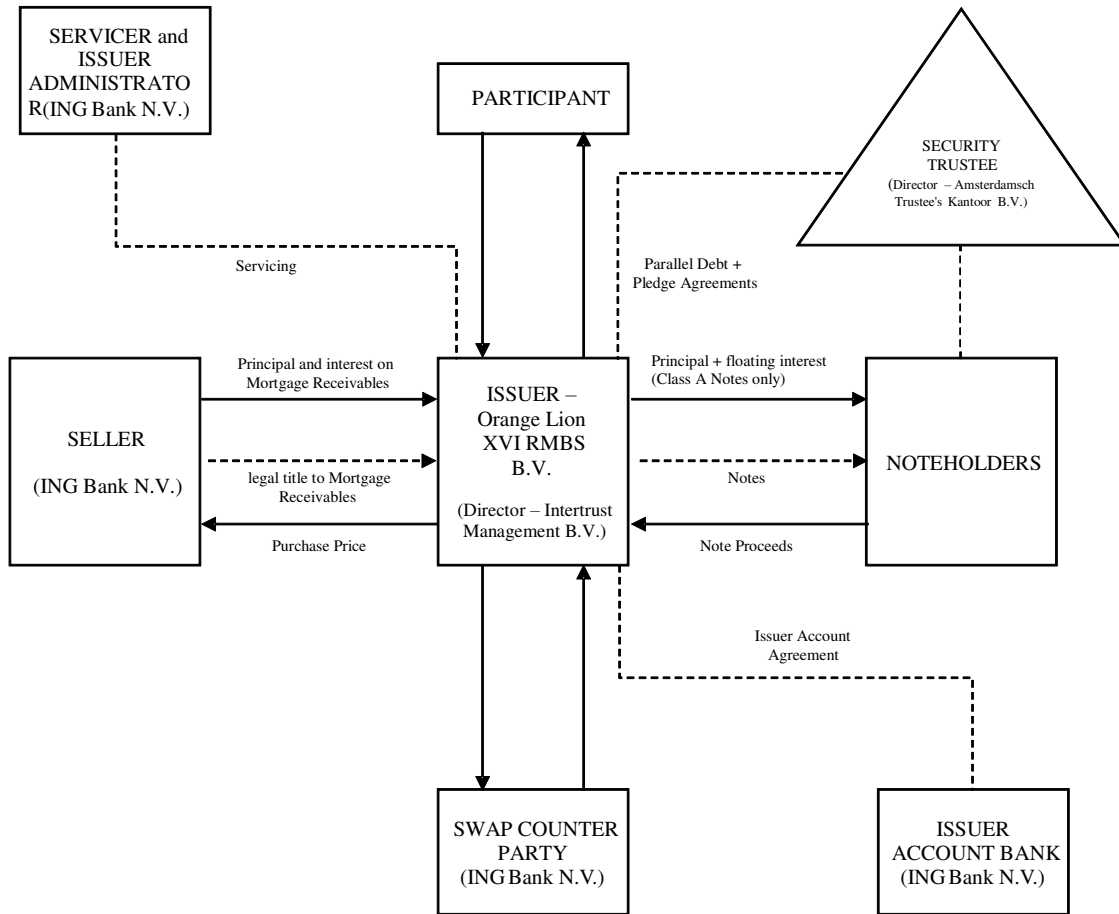 SERVICER and
ISSUER
ADMINISTRATO
R(ING Bank N.V.)
PARTICIPANT
SECURITY
TRUSTEE
(Director – Amsterdamsch
Trustee's Kantoor B.V.)
Servicing
Parallel Debt +
Pledge Agreements
SELLER
(ING Bank N.V.)
Principal and interest on
Mortgage Receivables
legal title to Mortgage
Receivables
Purchase Price
ISSUER –
Orange Lion
XVI RMBS
B.V.
(Director – Intertrust
Management B.V.)
Principal + floating interest
(Class A Notes only)
Notes
Note Proceeds
NOTEHOLDERS
Issuer Account
Agreement
SWAP COUNTER
PARTY
(ING Bank N.V.)
ISSUER
ACCOUNT BANK
(ING Bank N.V.)